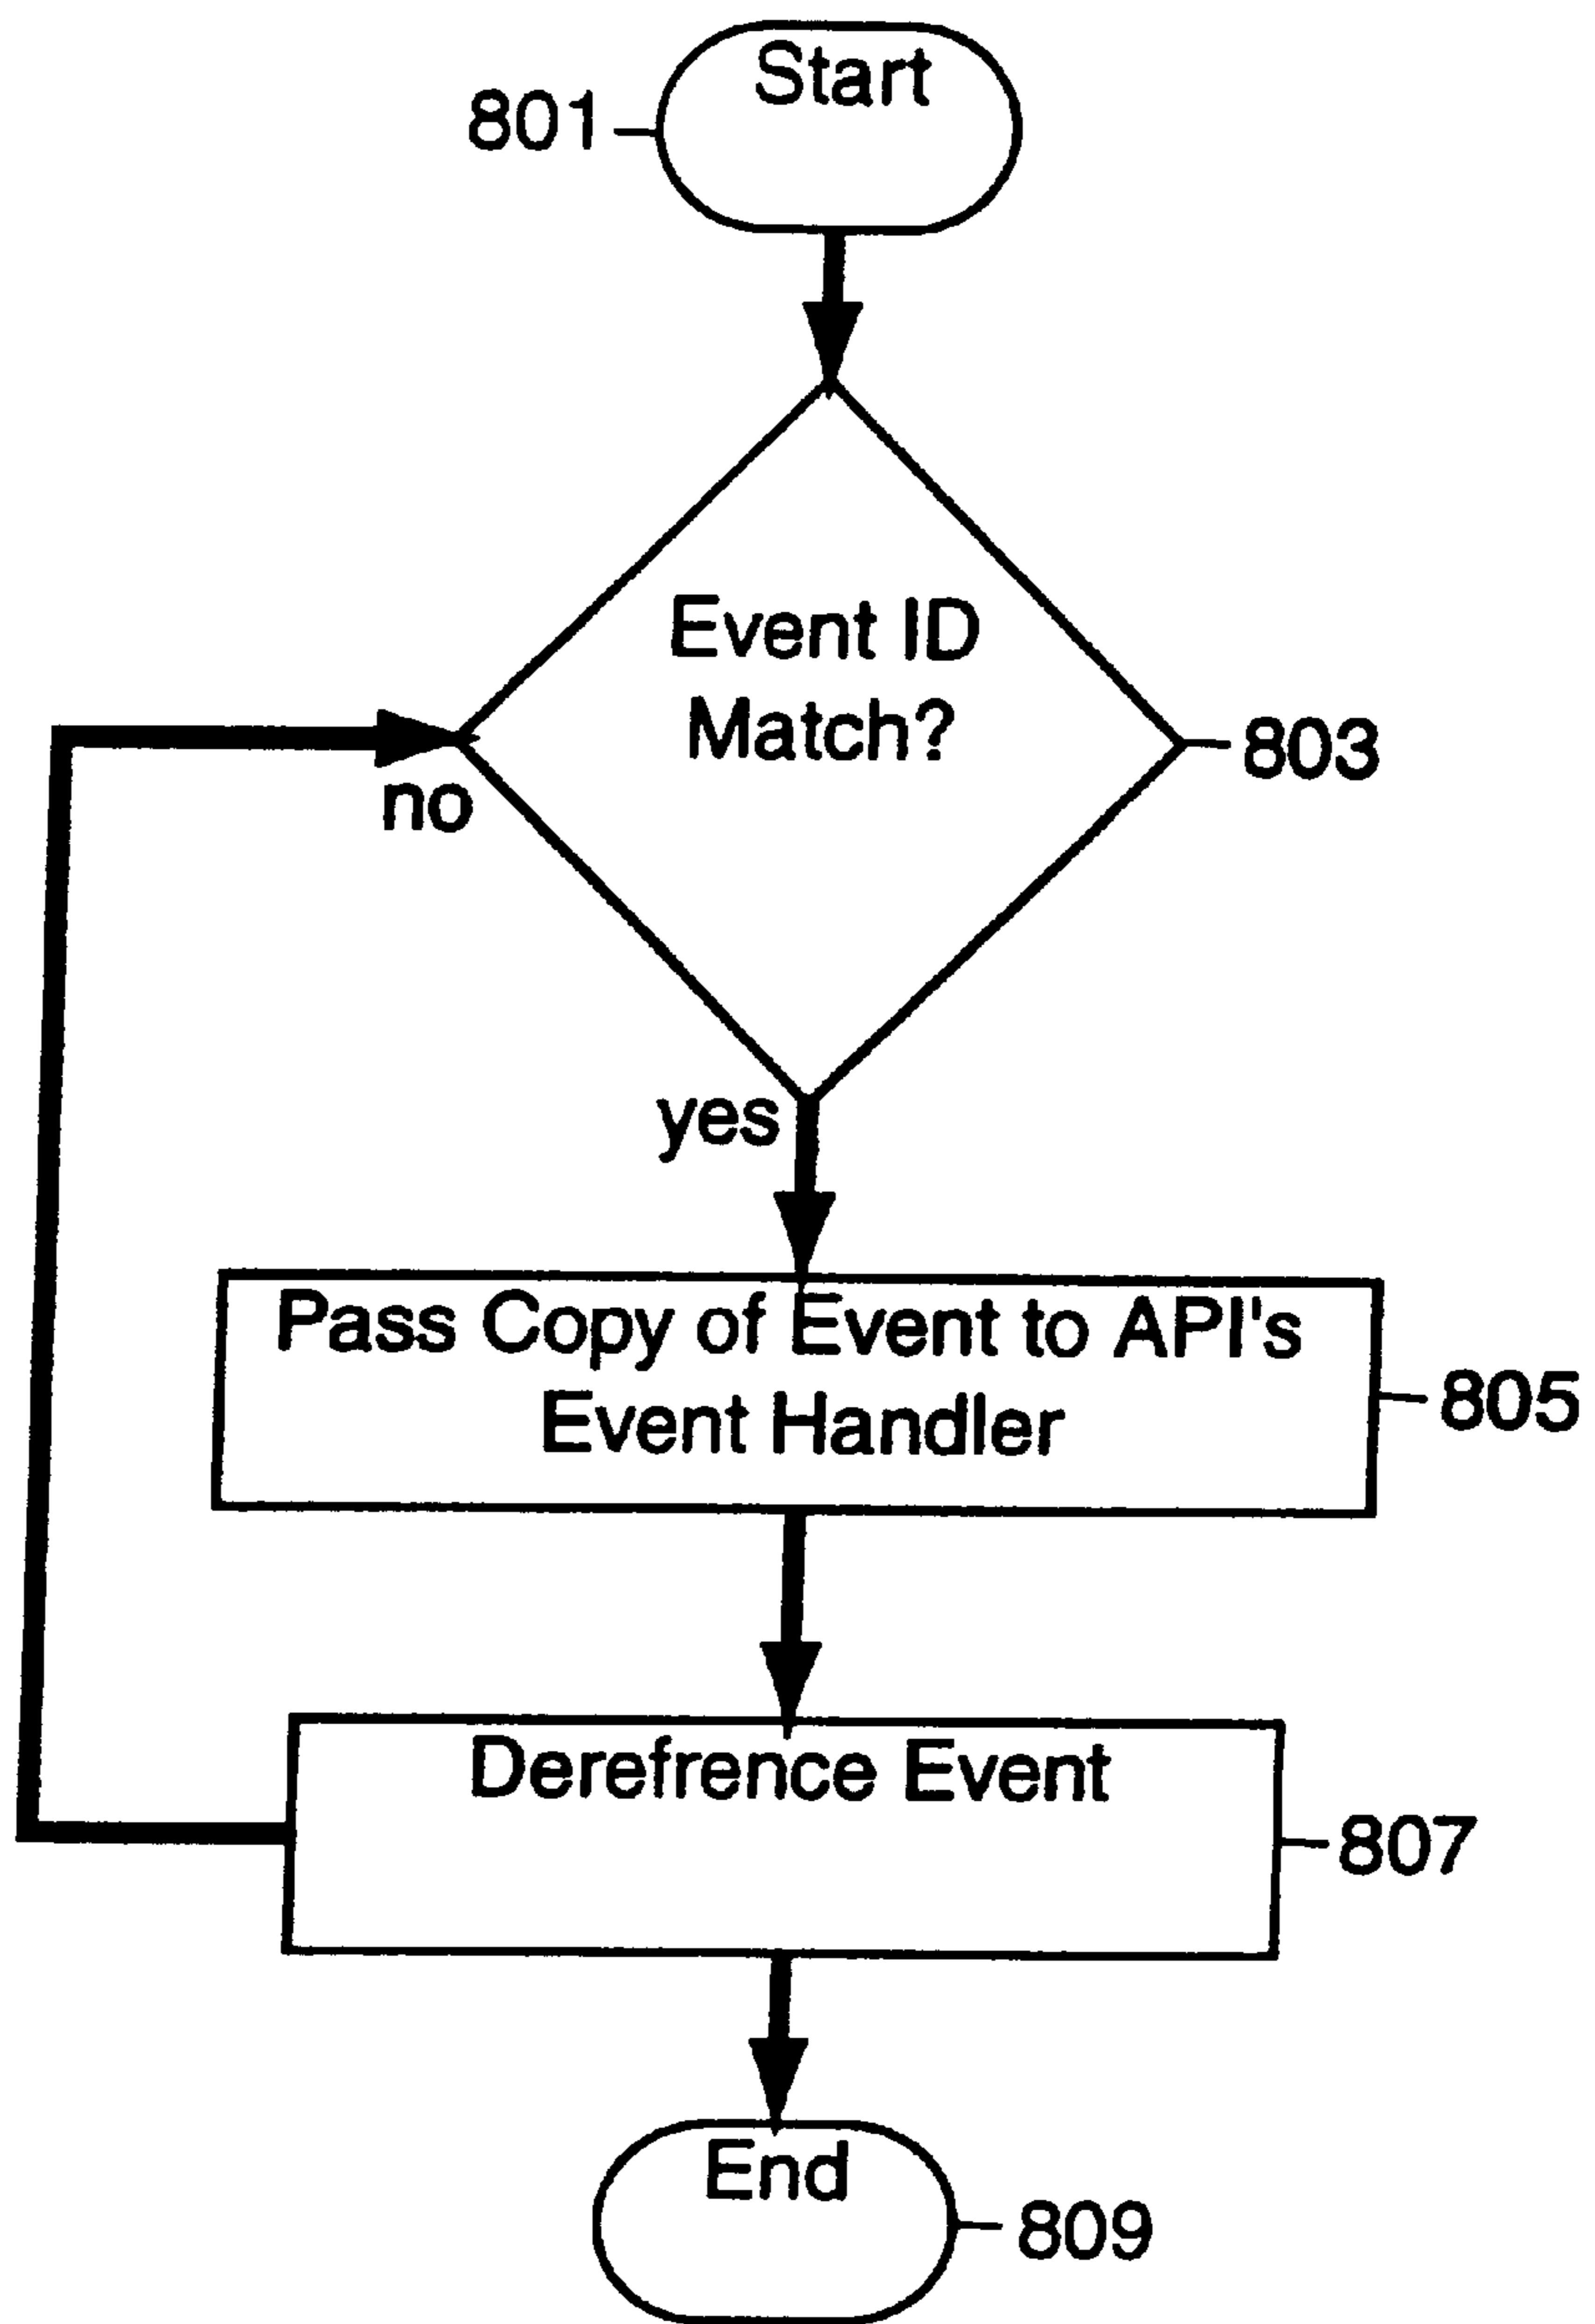 Start
801
Event ID
Match?
803
no
yes
Pass Copy of Event to API's
Event Handler
805
Derefrence Event
807
End
809